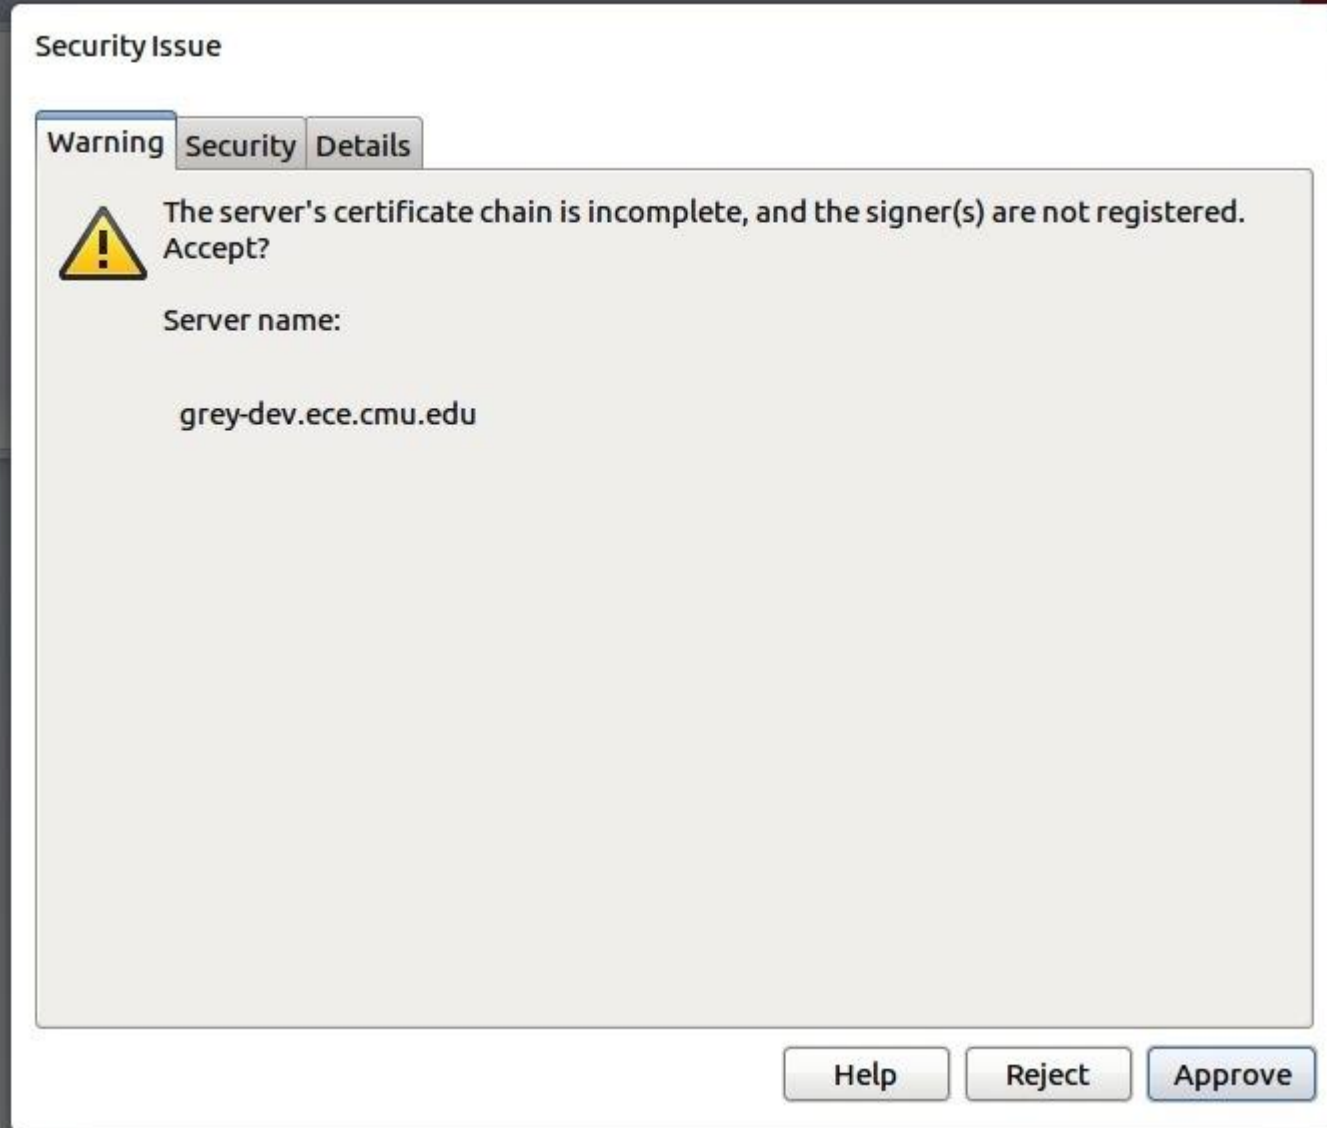 Security Issue
Warning Security Details
The server's certificate chain is incomplete, and the signer(s) are not registered.
Accept?
Server name:
grey-dev.ece.cmu.edu
Help Reject Approve